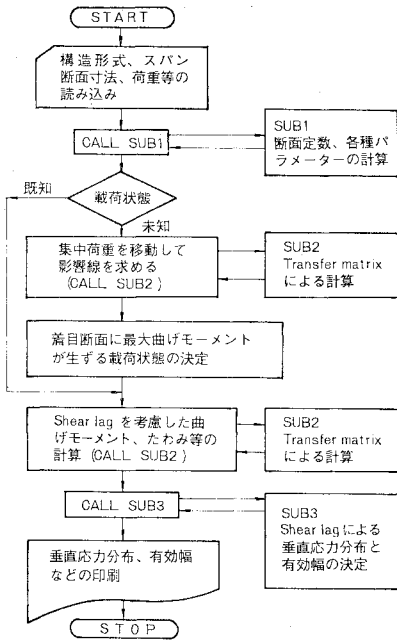 START
構造形式、スパン
断面寸法、荷重等の
読み込み
CALL SUB1
SUB1
断面定数、各種パ
ラメーターの計算
既知
載荷状態
未知
集中荷重を移動して
影響線を求める
(CALL SUB2)
SUB2
Transfer matrix
による計算
着目断面に最大曲げモーメント
が生ずる載荷状態の決定
Shear lag を考慮した曲
げモーメント、たわみ等の
計算 (CALL SUB2)
SUB2
Transfer matrix
による計算
CALL SUB3
SUB3
Shear lagによる
垂直応力分布と
有効幅の決定
垂直応力分布、有効幅
などの印刷
STOP